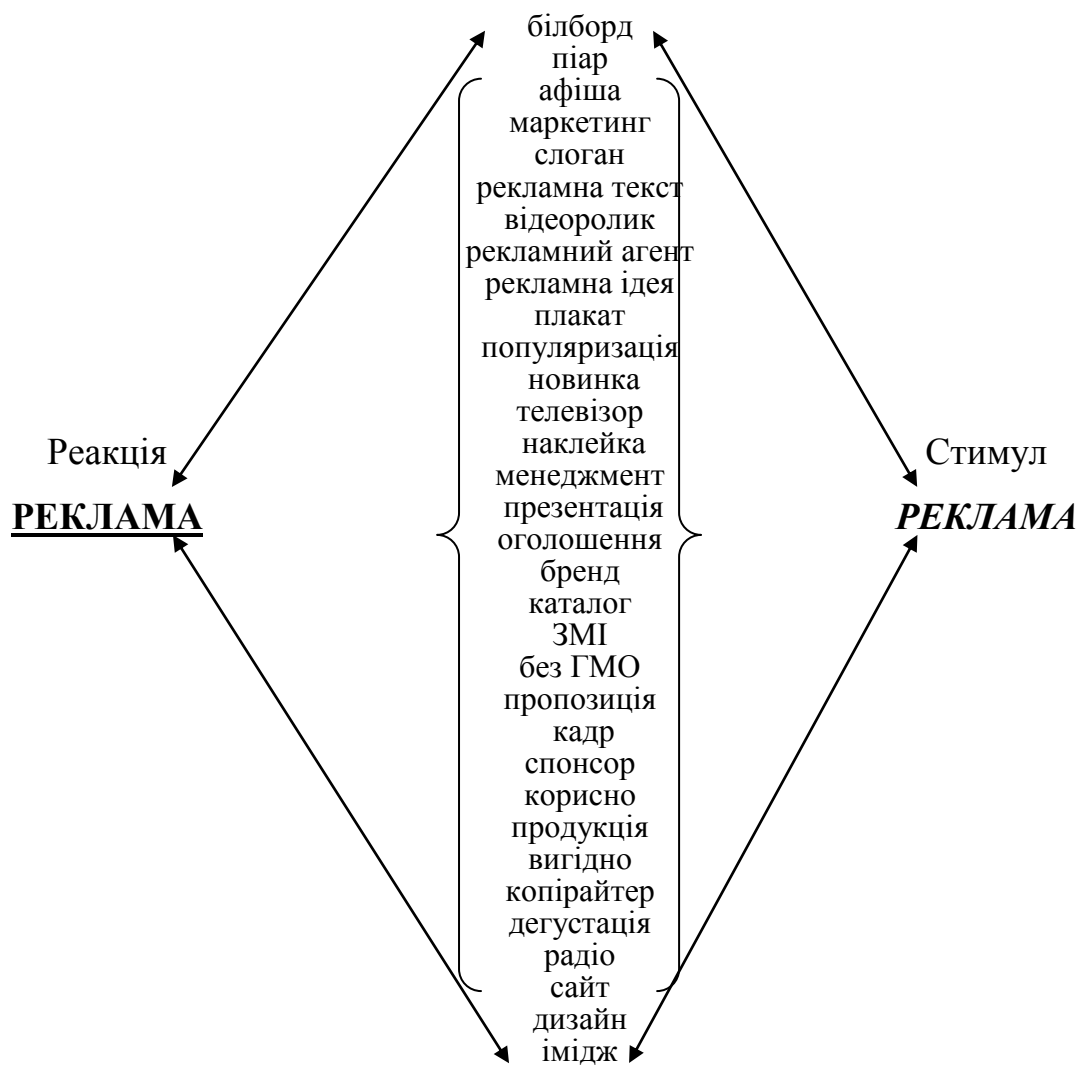 білборд
піар
афіша
маркетинг
слоган
рекламна текст
відеоролик
рекламний агент
рекламна ідея
плакат
популяризація
новинка
телевізор
наклейка
менеджмент
презентація
оголошення
бренд
каталог
ЗМІ
без ГМО
пропозиція
кадр
спонсор
корисно
продукція
вигідно
копірайтер
дегустація
радіо
сайт
дизайн
імідж
Реакція
РЕКЛАМА
Стимул
РЕКЛАМА